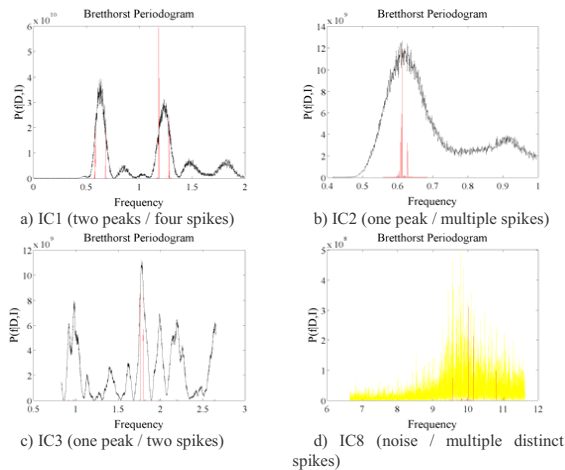 Bretthorst Periodogram
6 x 10^10
5
4
3
2
1
0
P(f|D,I)
0 0.5 1 1.5 2
Frequency
a) IC1 (two peaks / four spikes)
Bretthorst Periodogram
14 x 10^9
12
10
8
6
4
2
0
P(f|D,I)
0.4 0.5 0.6 0.7 0.8 0.9 1
Frequency
b) IC2 (one peak / multiple spikes)
Bretthorst Periodogram
12 x 10^9
10
8
6
4
2
0
P(f|D,I)
0.5 1 1.5 2 2.5 3
Frequency
c) IC3 (one peak / two spikes)
Bretthorst Periodogram
5 x 10^8
4
3
2
1
0
P(f|D,I)
6 7 8 9 10 11 12
Frequency
d) IC8 (noise / multiple distinct
spikes)